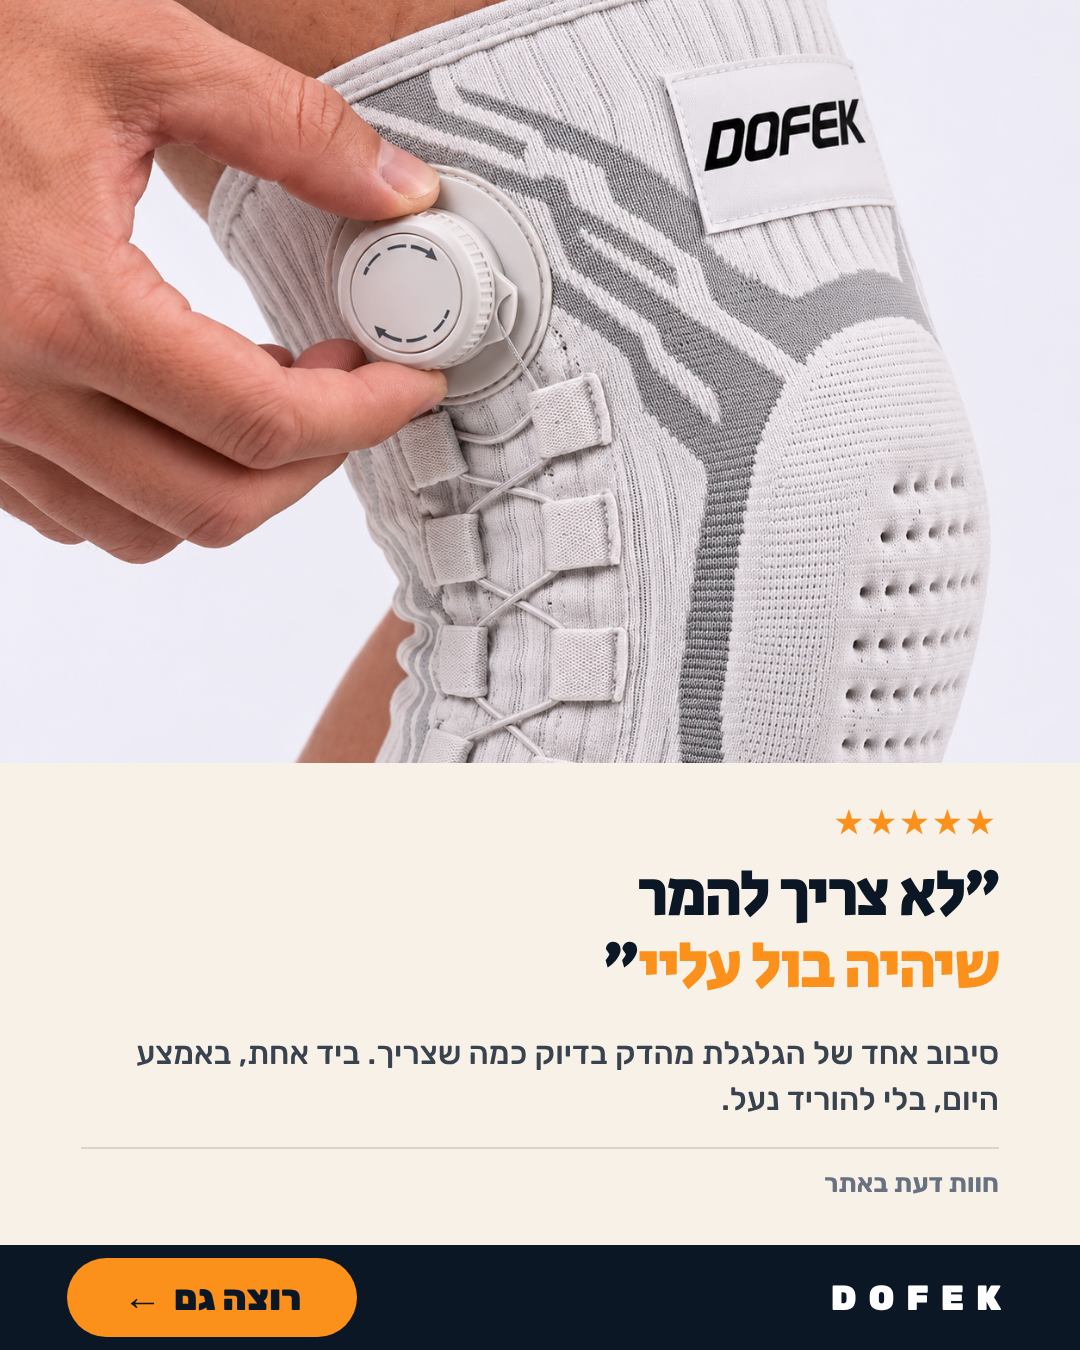 DOFEK
★★★★★
”לא צריך להמר
שיהיה בול עליי”
סיבוב אחד של הגלגלת מהדק בדיוק כמה שצריך. ביד אחת, באמצע
היום, בלי להוריד נעל.
חוות דעת באתר
DOFEK
רוצה גם ←